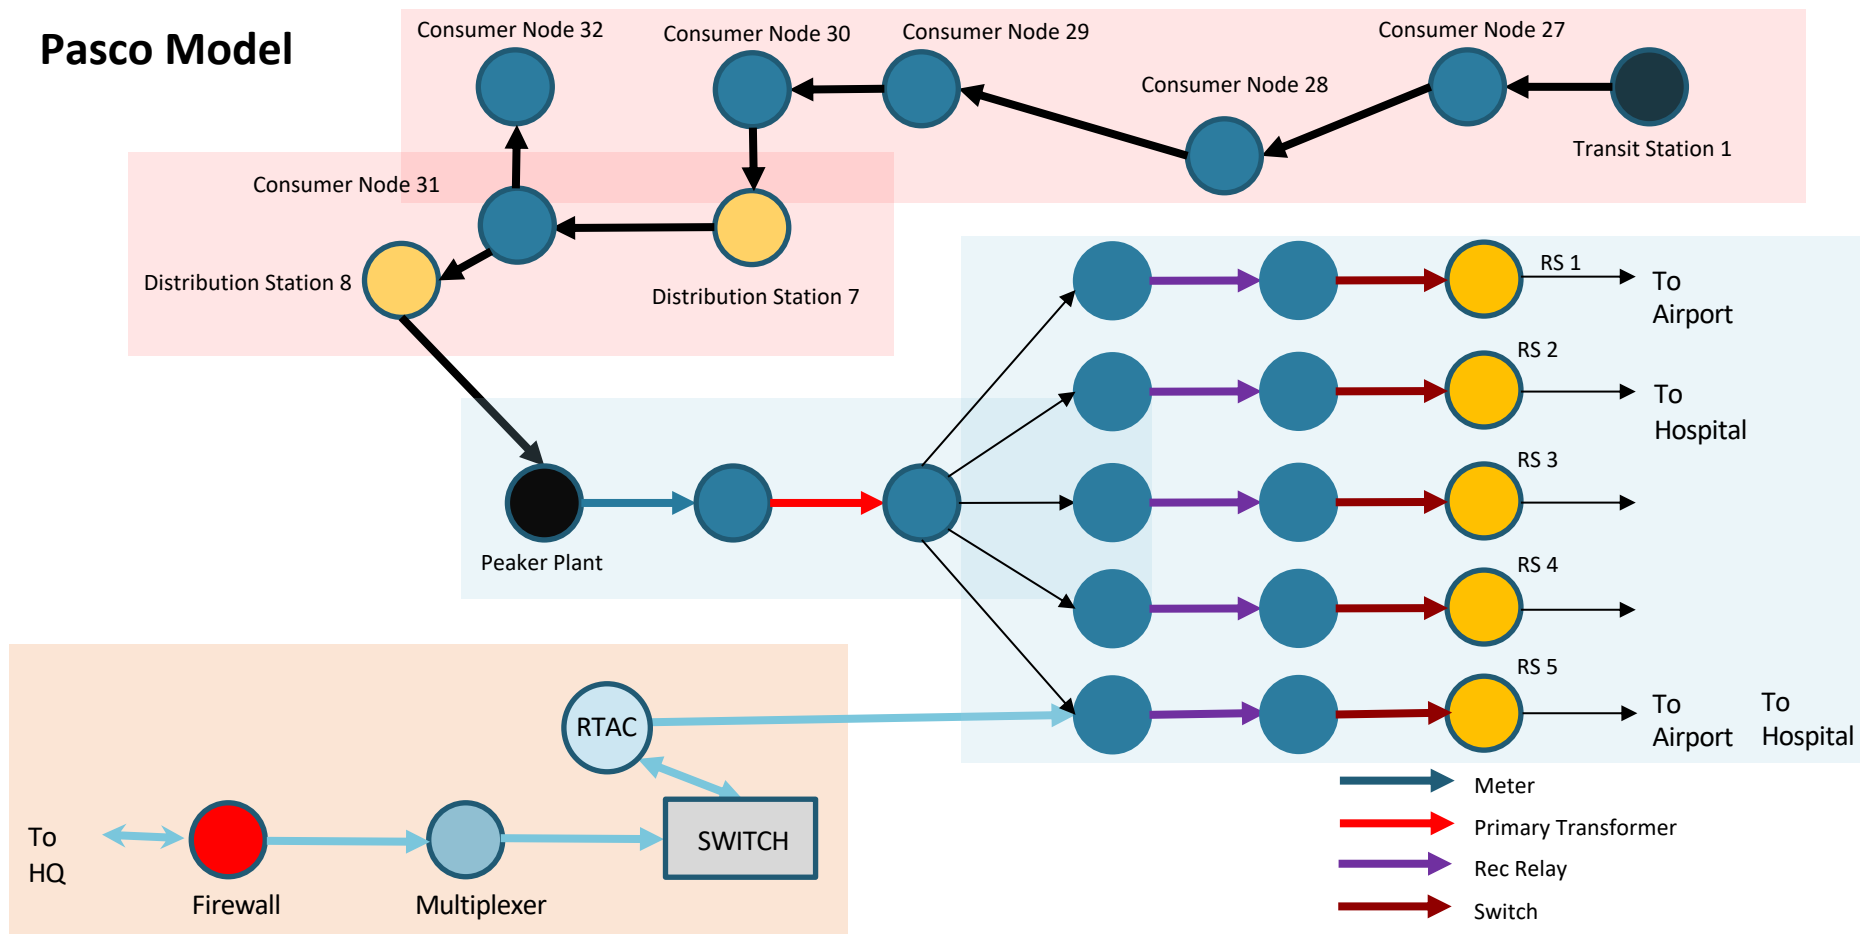 Pasco Model
Consumer Node 32
Consumer Node 30
Consumer Node 29
Consumer Node 27
Consumer Node 28
Transit Station 1
Consumer Node 31
Distribution Station 8
Distribution Station 7
RS 1
To
Airport
RS 2
To
Hospital
RS 3
Peaker Plant
RS 4
RS 5
To
Airport
To
Hospital
RTAC
SWITCH
To
HQ
Firewall
Multiplexer
Meter
Primary Transformer
Rec Relay
Switch